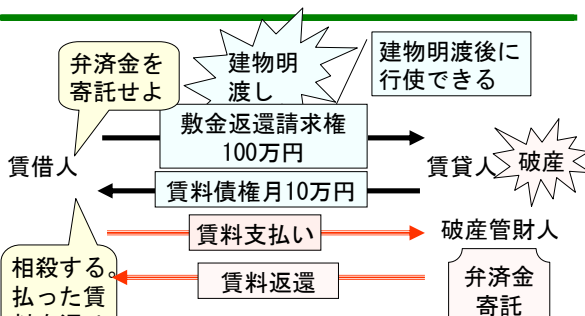 弁済金を
寄託せよ
建物明
渡し
建物明渡後に
行使できる
敷金返還請求権
100万円
賃借人
賃貸人
破産
賃料債権月10万円
賃料支払い
破産管財人
相殺する。
払った賃
賃料返還
弁済金
寄託